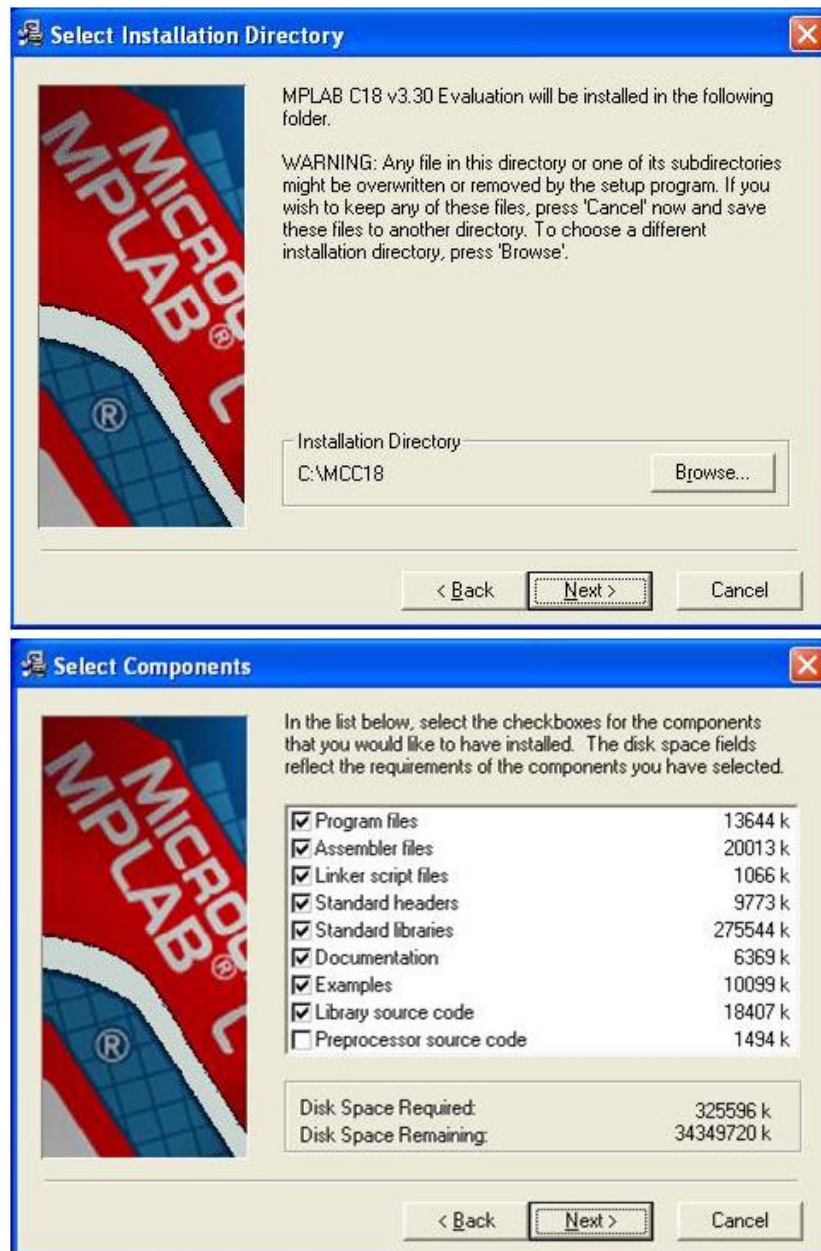 Select Installation Directory
MICROC
MPLAB® C
®
MPLAB C18 v3.30 Evaluation will be installed in the following
folder.
WARNING: Any file in this directory or one of its subdirectories
might be overwritten or removed by the setup program. If you
wish to keep any of these files, press 'Cancel' now and save
these files to another directory. To choose a different
installation directory, press 'Browse'.
Installation Directory
C:\MCC18 Browse...
< Back Next > Cancel
Select Components
MICROC
MPLAB® C
®
In the list below, select the checkboxes for the components
that you would like to have installed. The disk space fields
reflect the requirements of the components you have selected.
Program files 13644 k
Assembler files 20013 k
Linker script files 1066 k
Standard headers 9773 k
Standard libraries 275544 k
Documentation 6369 k
Examples 10099 k
Library source code 18407 k
Preprocessor source code 1494 k
Disk Space Required: 325596 k
Disk Space Remaining: 34349720 k
< Back Next > Cancel